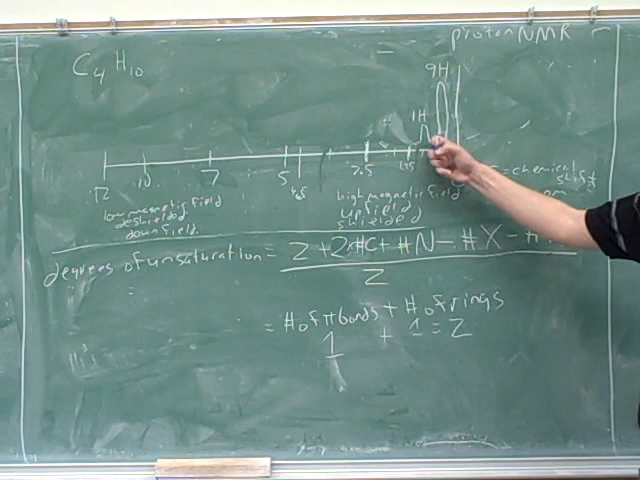 proton NMR
C4H10
9H
1H
12 10 7 5 4.5 2.5 1.5
= chemical shift
low magnetic field
deshielded
downfield
high magnetic field
upfield
shielded
degrees of unsaturation = 2 + 2·#C + #N - #X - #
2
=
= # of π bonds + # of rings
1 + 1 = 2